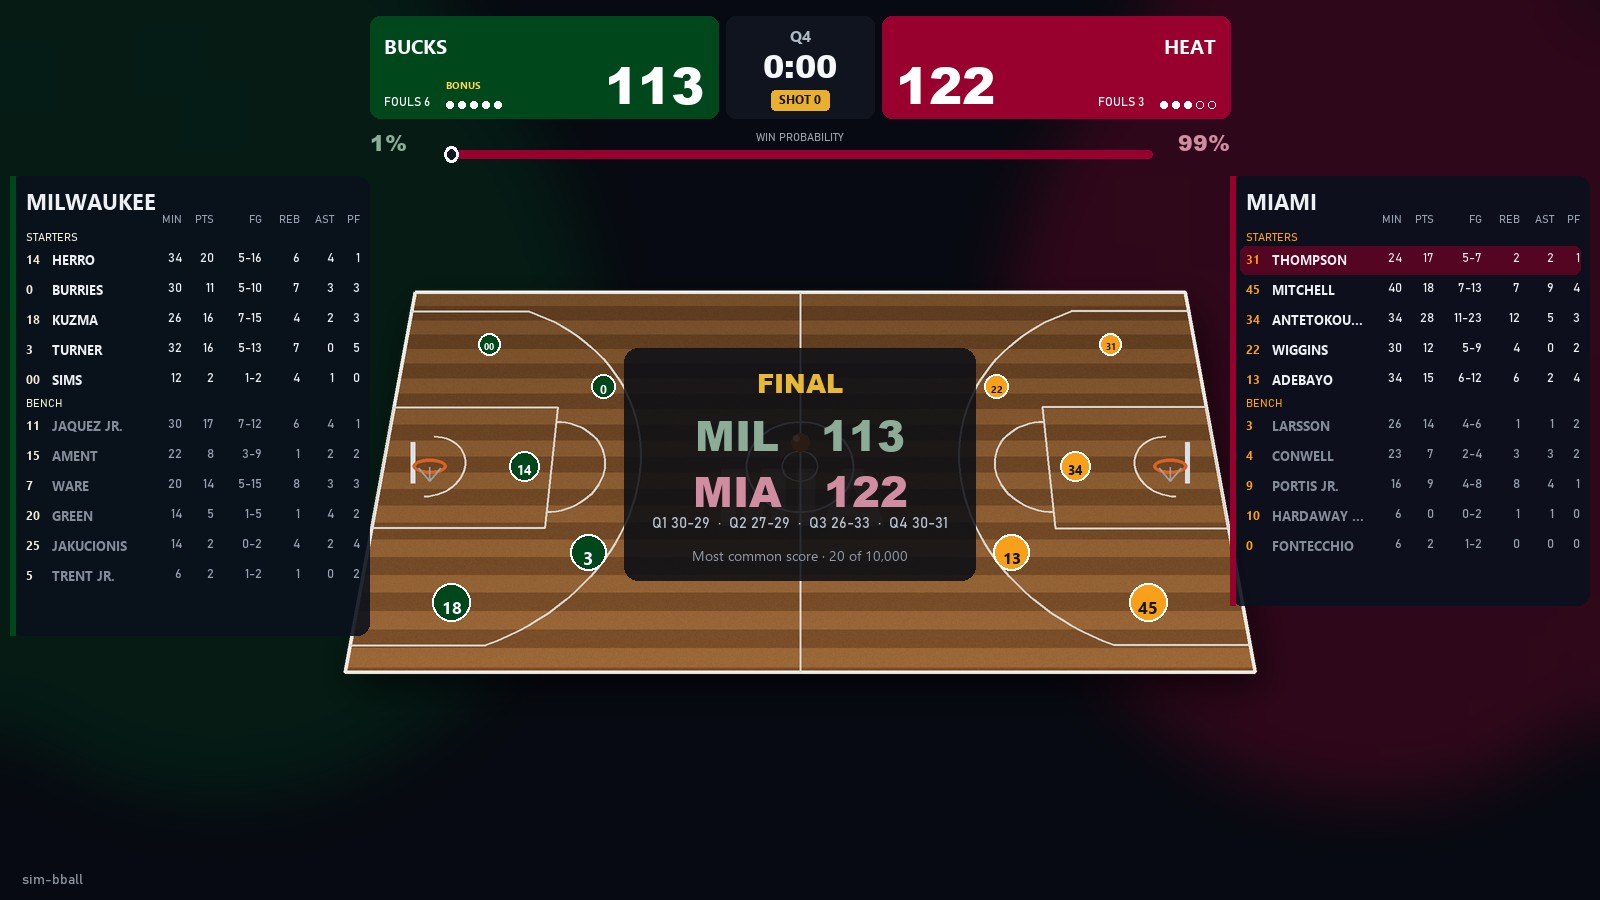 BUCKS
BONUS
FOULS 6
113
Q4
0:00
SHOT 0
HEAT
122
FOULS 3
1%
WIN PROBABILITY
99%
MILWAUKEE
MIN PTS FG REB AST PF
STARTERS
14 HERRO 34 20 5-16 6 4 1
0 BURRIES 30 11 5-10 7 3 3
18 KUZMA 26 16 7-15 4 2 3
3 TURNER 32 16 5-13 7 0 5
00 SIMS 12 2 1-2 4 1 0
BENCH
11 JAQUEZ JR. 30 17 7-12 6 4 1
15 AMENT 22 8 3-9 1 2 2
7 WARE 20 14 5-15 8 3 3
20 GREEN 14 5 1-5 1 4 2
25 JAKUCIONIS 14 2 0-2 4 2 4
5 TRENT JR. 6 2 1-2 1 0 2
00
0
14
3
18
FINAL
MIL 113
MIA 122
Q1 30-29 · Q2 27-29 · Q3 26-33 · Q4 30-31
Most common score · 20 of 10,000
31
22
34
13
45
MIAMI
MIN PTS FG REB AST PF
STARTERS
31 THOMPSON 24 17 5-7 2 2 1
45 MITCHELL 40 18 7-13 7 9 4
34 ANTETOKOU... 34 28 11-23 12 5 3
22 WIGGINS 30 12 5-9 4 0 2
13 ADEBAYO 34 15 6-12 6 2 4
BENCH
3 LARSSON 26 14 4-6 1 1 2
4 CONWELL 23 7 2-4 3 3 2
9 PORTIS JR. 16 9 4-8 8 4 1
10 HARDAWAY ... 6 0 0-2 1 1 0
0 FONTECCHIO 6 2 1-2 0 0 0
sim-bball